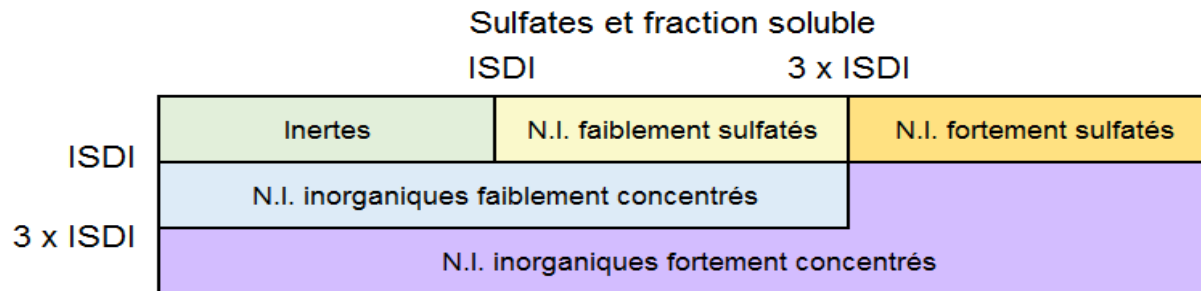 Sulfates et fraction soluble
ISDI 3 x ISDI
Inertes N.I. faiblement sulfatés N.I. fortement sulfatés
ISDI
N.I. inorganiques faiblement concentrés
3 x ISDI
N.I. inorganiques fortement concentrés